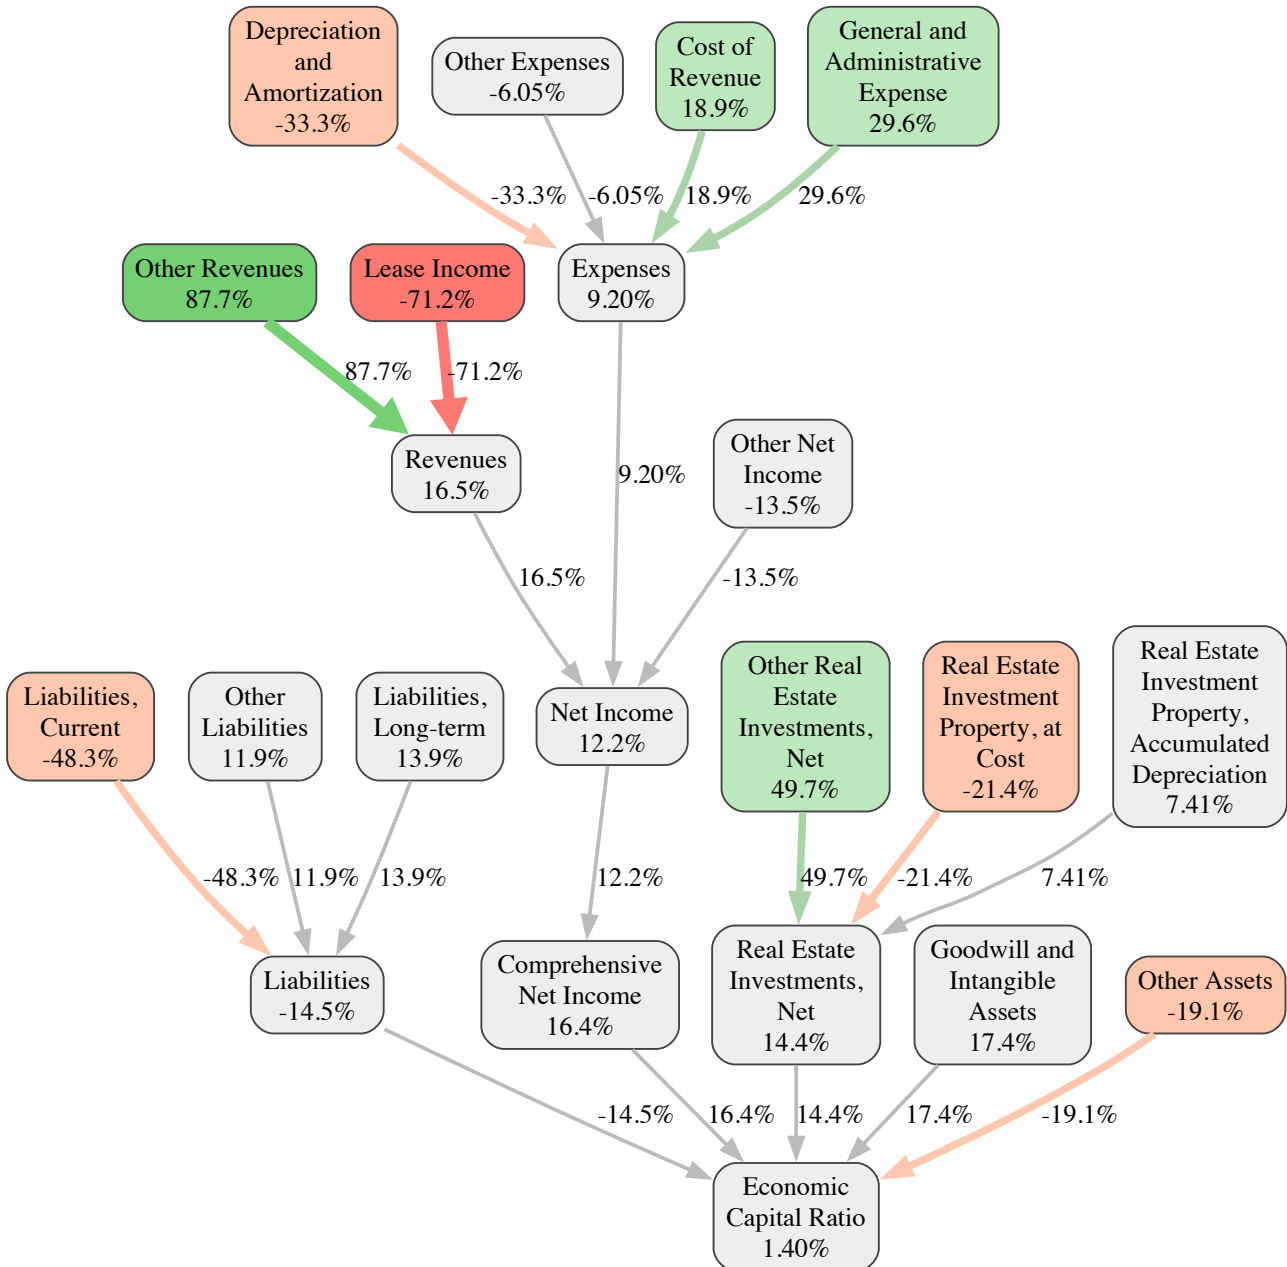 Depreciation
and
Amortization
-33.3%
Other Expenses
-6.05%
Cost of
Revenue
18.9%
General and
Administrative
Expense
29.6%
-33.3%
-6.05%
18.9%
29.6%
Other Revenues
87.7%
Lease Income
-71.2%
Expenses
9.20%
87.7%
-71.2%
Revenues
16.5%
9.20%
Other Net
Income
-13.5%
16.5%
-13.5%
Liabilities,
Current
-48.3%
Other
Liabilities
11.9%
Liabilities,
Long-term
13.9%
Net Income
12.2%
Other Real
Estate
Investments,
Net
49.7%
Real Estate
Investment
Property, at
Cost
-21.4%
Real Estate
Investment
Property,
Accumulated
Depreciation
7.41%
-48.3%
11.9%
13.9%
12.2%
49.7%
-21.4%
7.41%
Liabilities
-14.5%
Comprehensive
Net Income
16.4%
Real Estate
Investments,
Net
14.4%
Goodwill and
Intangible
Assets
17.4%
Other Assets
-19.1%
-14.5%
16.4%
14.4%
17.4%
-19.1%
Economic
Capital Ratio
1.40%